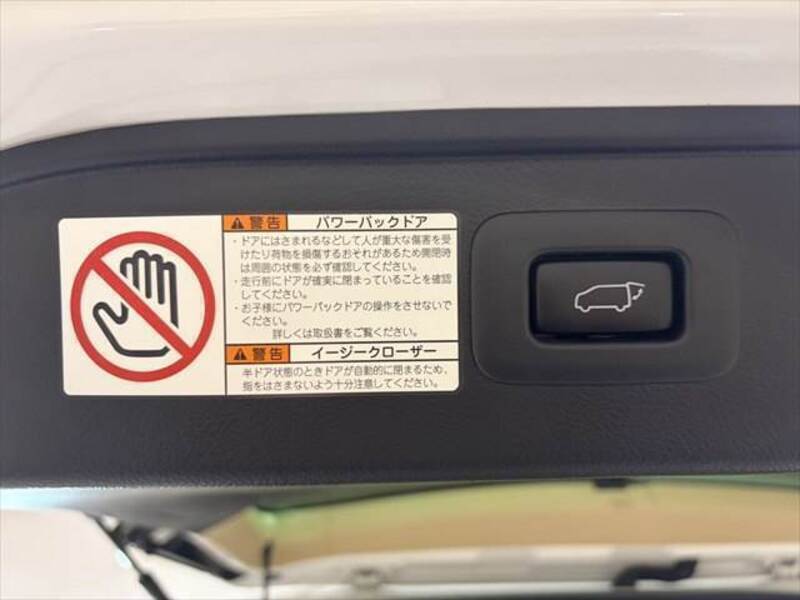 警告 パワーバックドア
・ドアにはさまれるなどして人が重大な傷害を受
けたり荷物を損傷するおそれがあるため開閉時
は周囲の状態を必ず確認してください。
・走行前にドアが確実に閉まっていることを確認
してください。
・お子様にパワーバックドアの操作をさせないで
ください。
詳しくは取扱書をご覧ください。
警告 イージークローザー
半ドア状態のときドアが自動的に閉まるため、
指をはさまないよう十分注意してください。